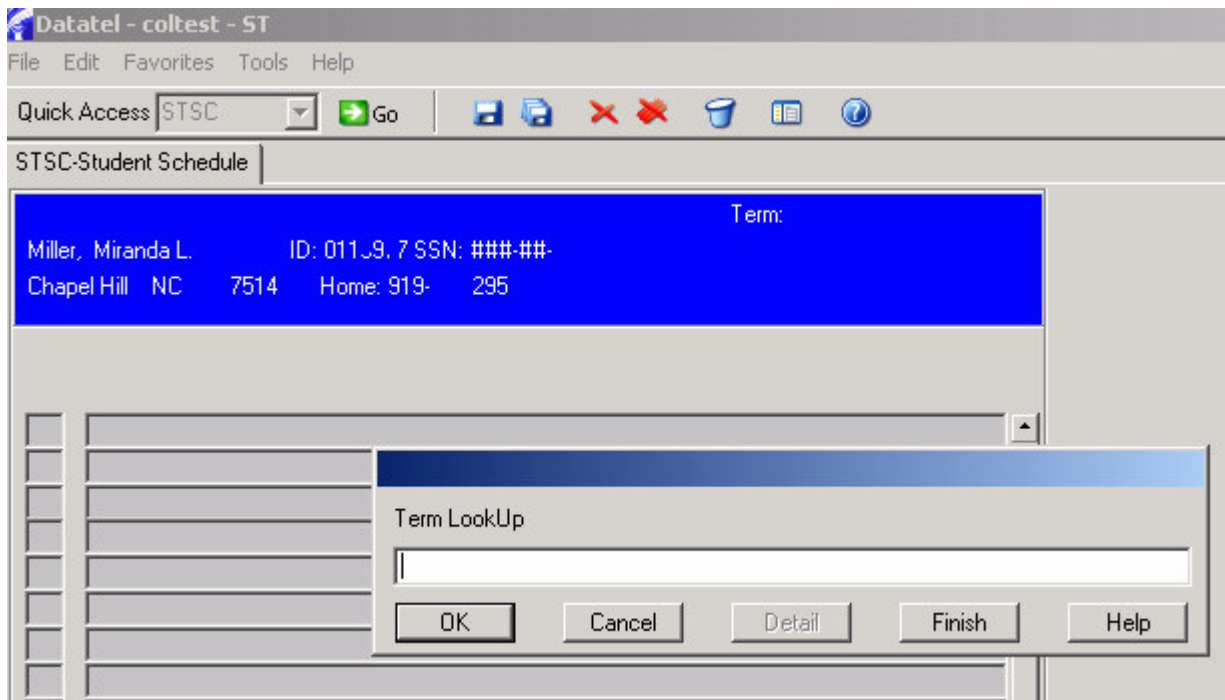 Datatel - coltest - ST
File Edit Favorites Tools Help
Quick Access STSC Go
STSC-Student Schedule
Term:
Miller, Miranda L. ID: SSN: ###-##-
Chapel Hill NC 7514 Home: 919- 295
Term LookUp
OK Cancel Detail Finish Help